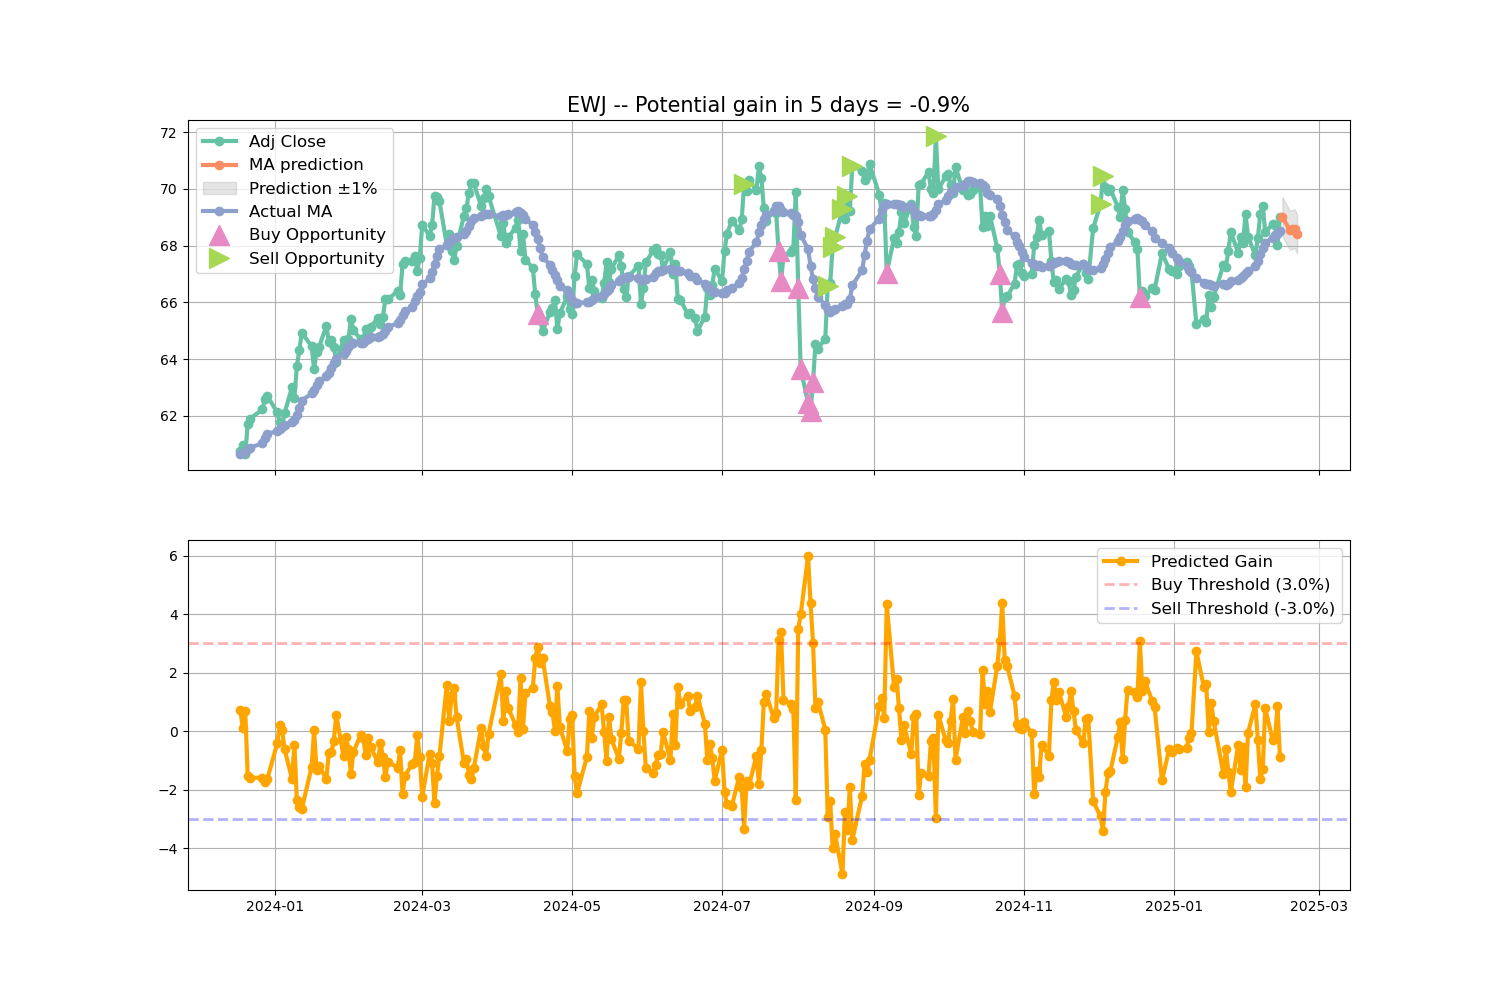 EWJ -- Potential gain in 5 days = -0.9%
72
70
68
66
64
62
Adj Close
MA prediction
Prediction ±1%
Actual MA
Buy Opportunity
Sell Opportunity
6
4
2
0
−2
−4
Predicted Gain
Buy Threshold (3.0%)
Sell Threshold (-3.0%)
2024-01
2024-03
2024-05
2024-07
2024-09
2024-11
2025-01
2025-03